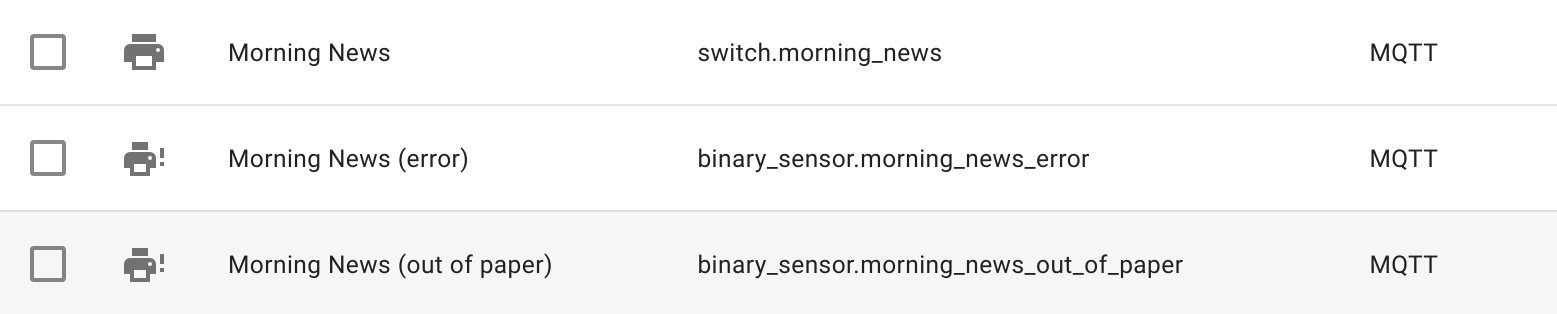 Morning News switch.morning_news MQTT
Morning News (error) binary_sensor.morning_news_error MQTT
Morning News (out of paper) binary_sensor.morning_news_out_of_paper MQTT